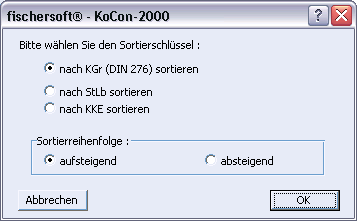 fischersoft® - KoCon-2000
Bitte wählen Sie den Sortierschlüssel :
nach KGr (DIN 276) sortieren
nach StLb sortieren
nach KKE sortieren
Sortierreihenfolge :
aufsteigend absteigend
Abbrechen OK